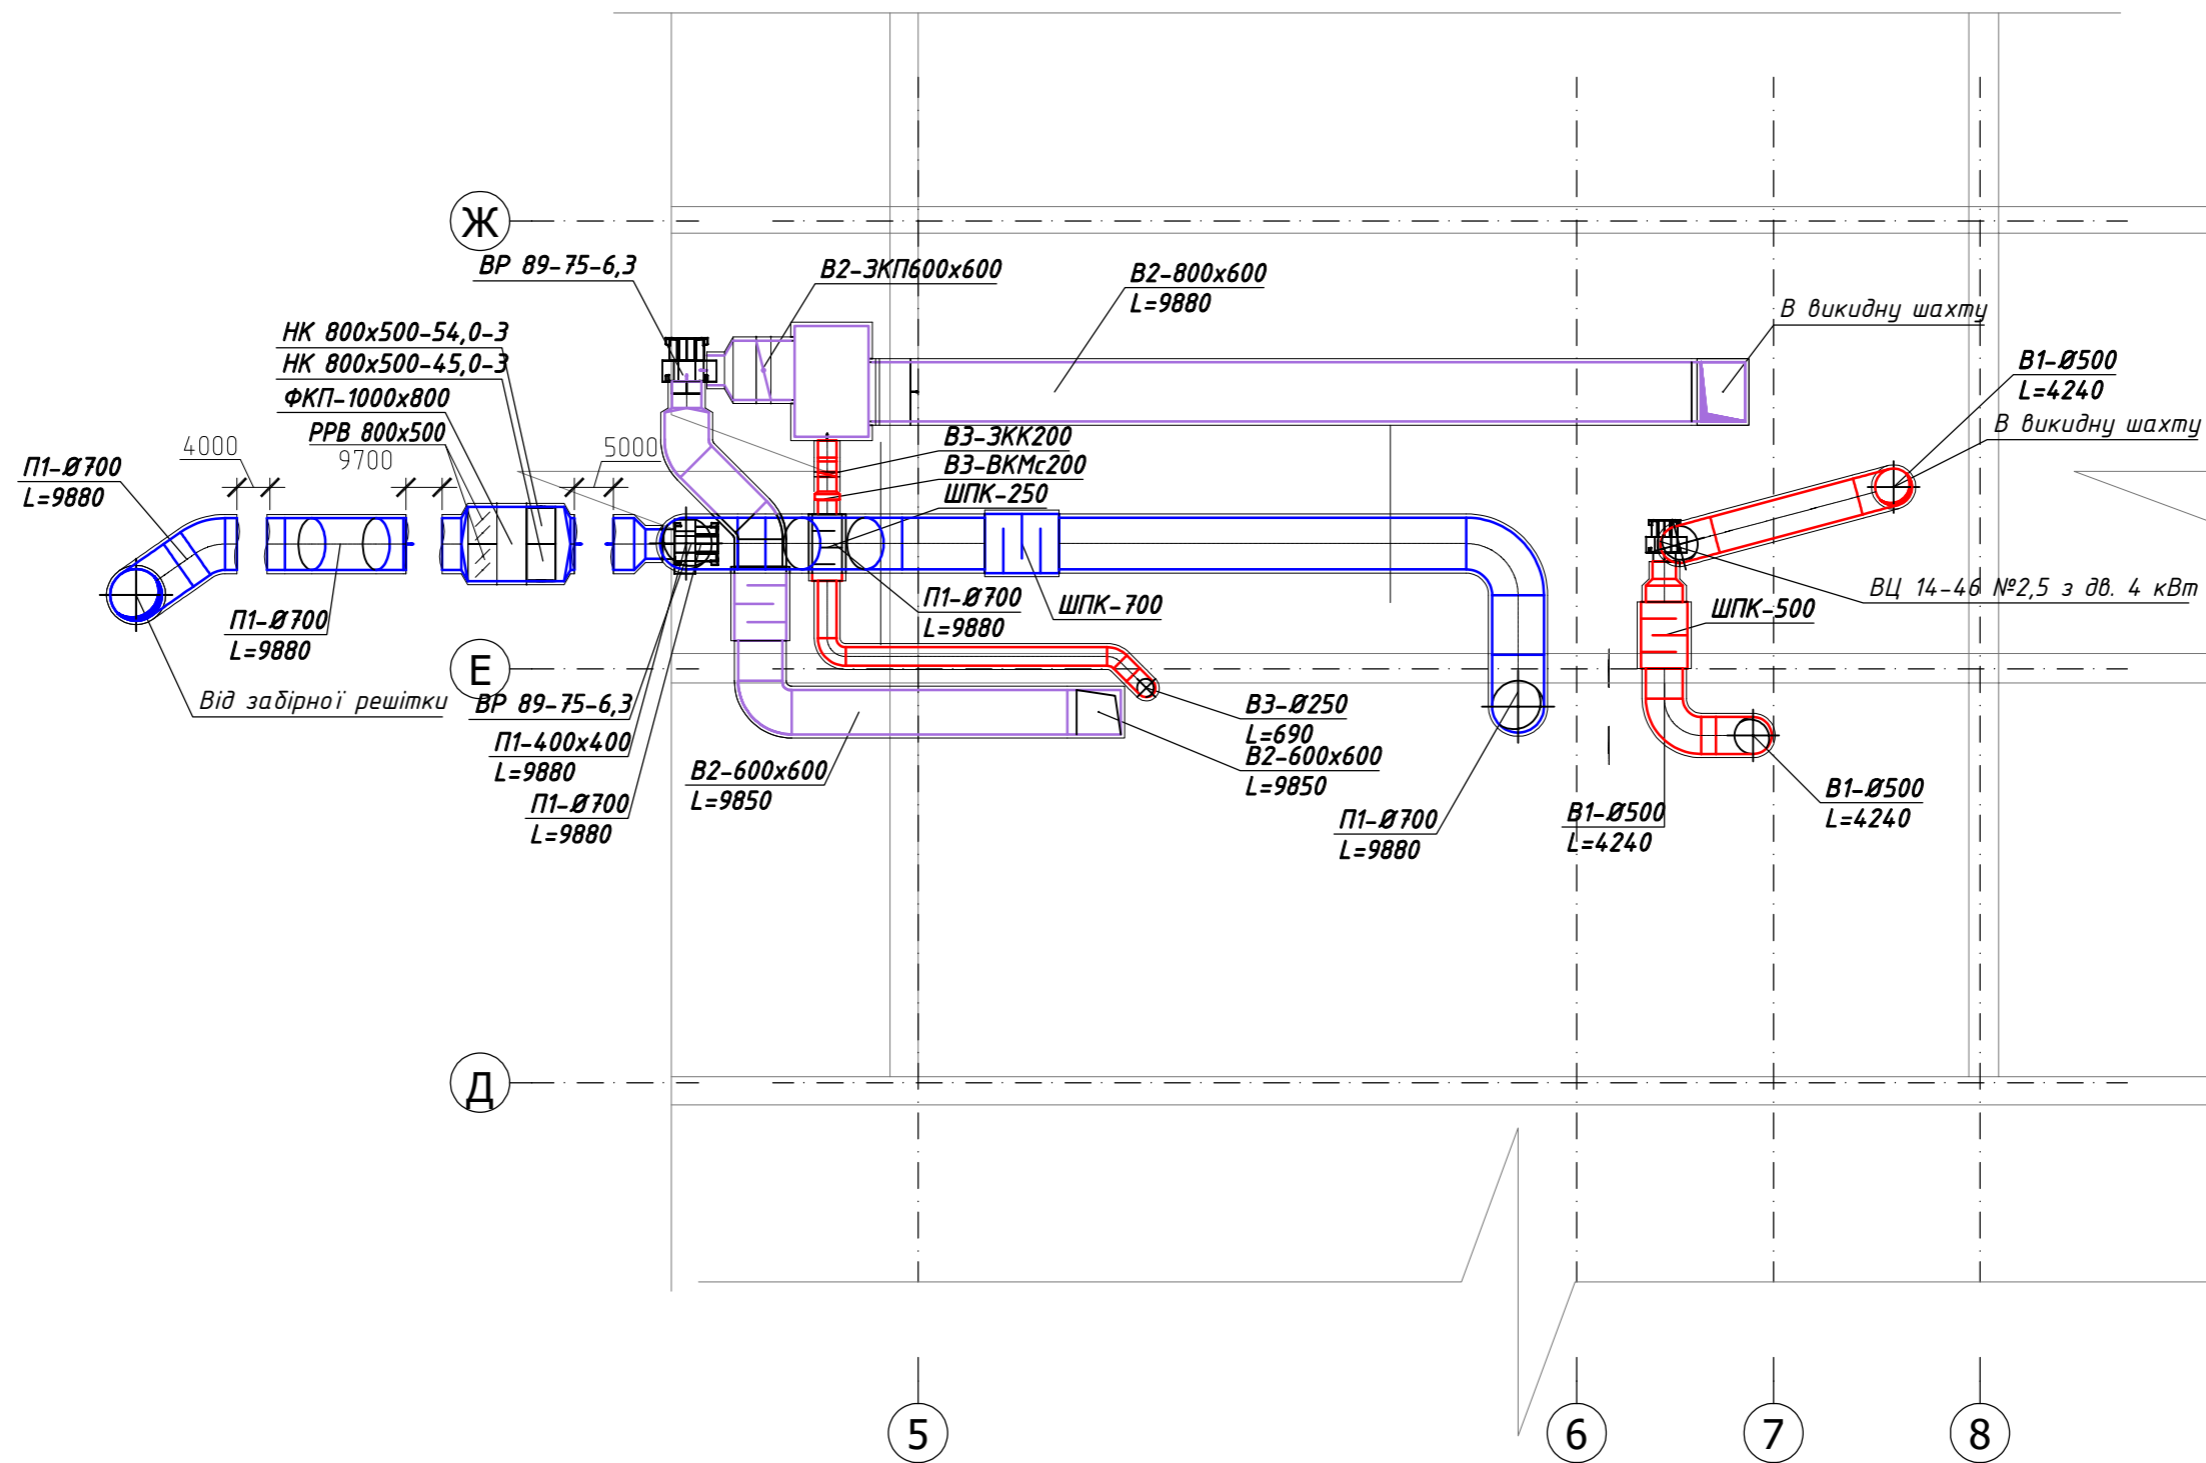 Ж
ВР 89-75-6,3
В2-ЗКП600х600
В2-800х600
L=9880
В викидну шахту
НК 800х500-54,0-3
НК 800х500-45,0-3
ФКП-1000х800
РРВ 800х500
В1-Ø500
L=4240
В викидну шахту
4000
9700
5000
В3-ЗКК200
В3-ВКМс200
ШПК-250
П1-Ø700
L=9880
П1-Ø700
L=9880
П1-Ø700
L=9880
ШПК-700
ВЦ 14-46 №2,5 з дв. 4 кВт
ШПК-500
Е
Від забірної решітки
ВР 89-75-6,3
П1-400х400
L=9880
П1-Ø700
L=9880
В2-600х600
L=9850
В3-Ø250
L=690
В2-600х600
L=9850
П1-Ø700
L=9880
В1-Ø500
L=4240
В1-Ø500
L=4240
Д
5
6
7
8